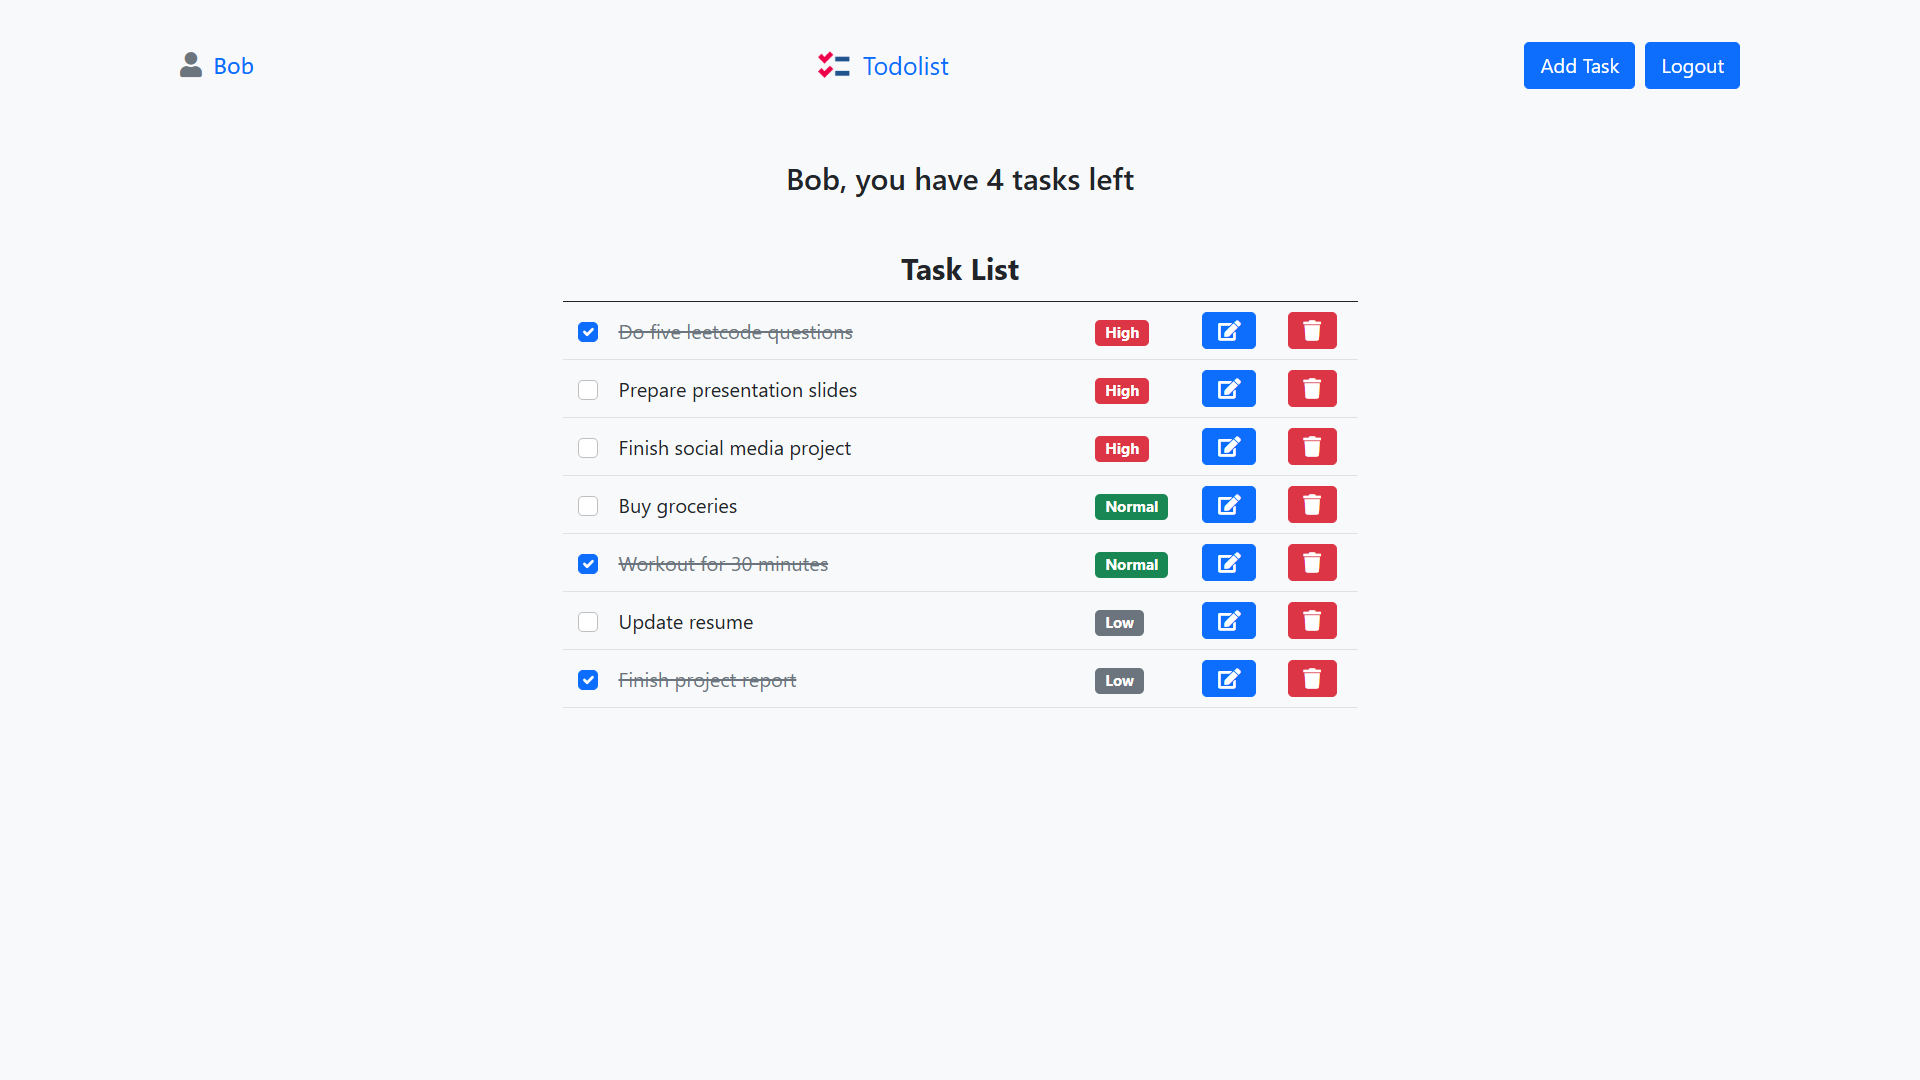 Bob
Todolist
Add Task
Logout
Bob, you have 4 tasks left
Task List
Do five leetcode questions High
Prepare presentation slides High
Finish social media project High
Buy groceries Normal
Workout for 30 minutes Normal
Update resume Low
Finish project report Low